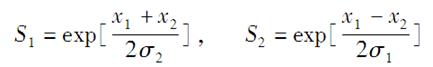 S₁ = exp[ (x₁ + x₂) / (2σ₂) ] ,  S₂ = exp[ (x₁ − x₂) / (2σ₁) ]